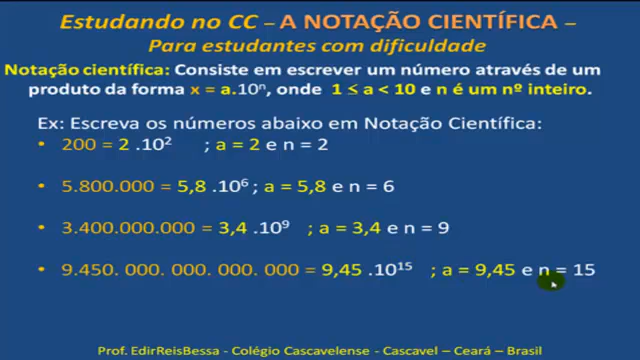 Estudando no CC – A NOTAÇÃO CIENTÍFICA –
Para estudantes com dificuldade
Notação científica: Consiste em escrever um número através de um
produto da forma x = a.10ⁿ, onde 1 ≤ a < 10 e n é um nº inteiro.
Ex: Escreva os números abaixo em Notação Científica:
• 200 = 2 .10² ; a = 2 e n = 2
• 5.800.000 = 5,8 .10⁶ ; a = 5,8 e n = 6
• 3.400.000.000 = 3,4 .10⁹ ; a = 3,4 e n = 9
• 9.450. 000. 000. 000. 000 = 9,45 .10¹⁵ ; a = 9,45 e n = 15
Prof. EdirReisBessa - Colégio Cascavelense - Cascavel – Ceará – Brasil